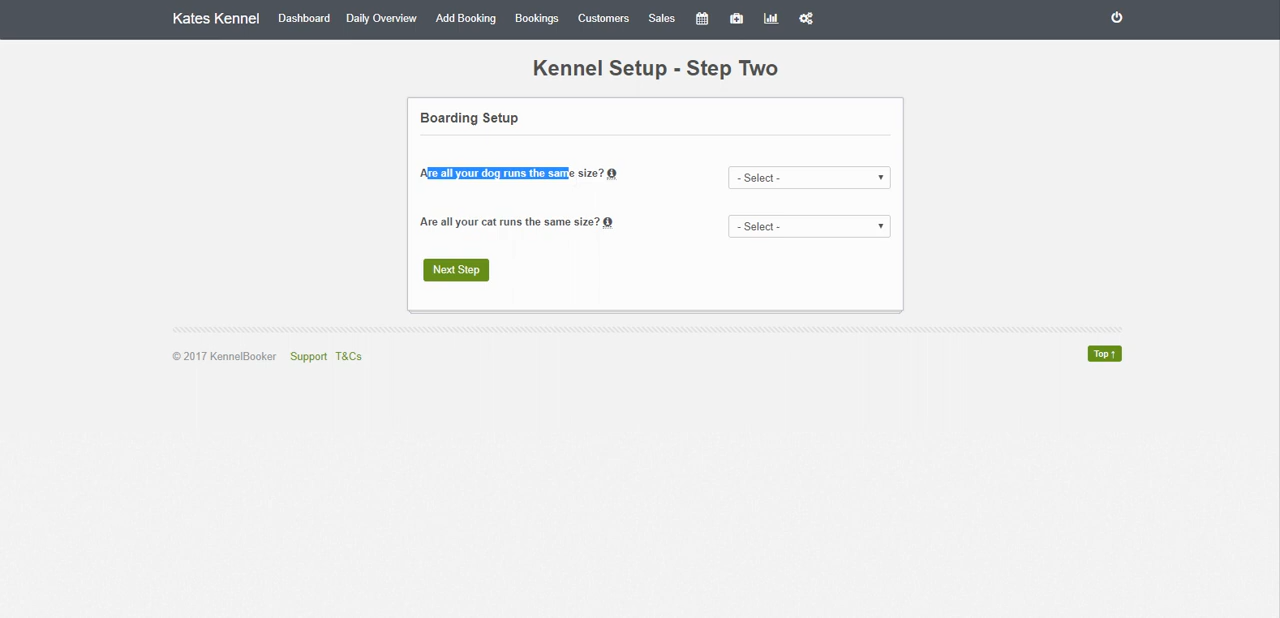 Kates Kennel Dashboard Daily Overview Add Booking Bookings Customers Sales
Kennel Setup - Step Two
Boarding Setup
Are all your dog runs the same size?
- Select -
Are all your cat runs the same size?
- Select -
Next Step
© 2017 KennelBooker Support T&Cs
Top ↑